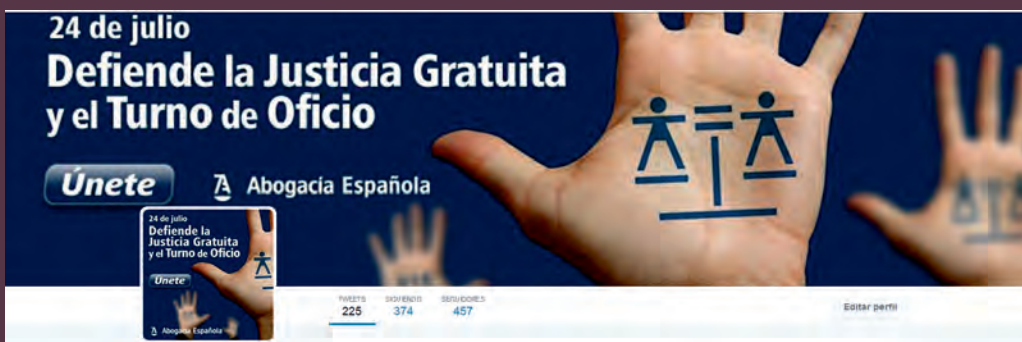 24 de julio
Defiende la Justicia Gratuita
y el Turno de Oficio
Únete
Abogacía Española
24 de julio
Defiende la
Justicia Gratuita
y el Turno de Oficio
Únete
Abogacía Española
TWEETS SIGUIENDO SEGUIDORES
225 374 457
Editar perfil